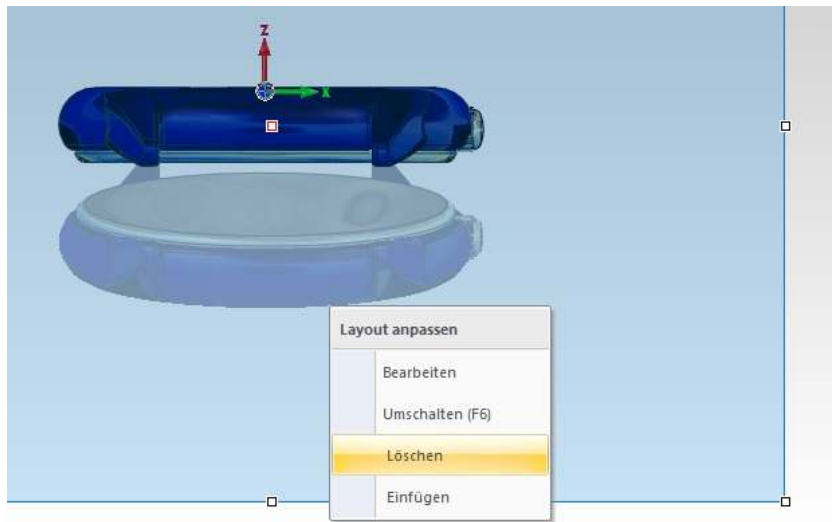 Z
X
Layout anpassen
Bearbeiten
Umschalten (F6)
Löschen
Einfügen